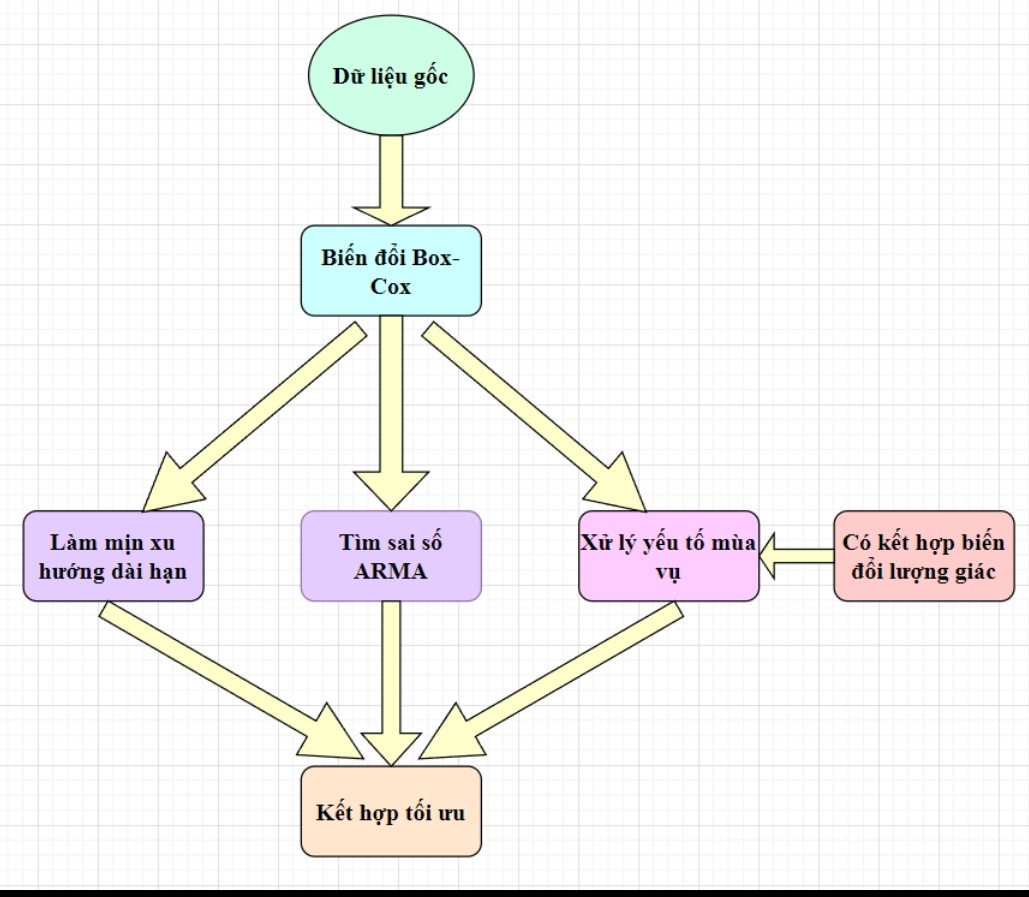 Dữ liệu gốc
Biến đổi Box-
Cox
Làm mịn xu
hướng dài hạn
Tìm sai số
ARMA
Xử lý yếu tố mùa
vụ
Có kết hợp biến
đổi lượng giác
Kết hợp tối ưu